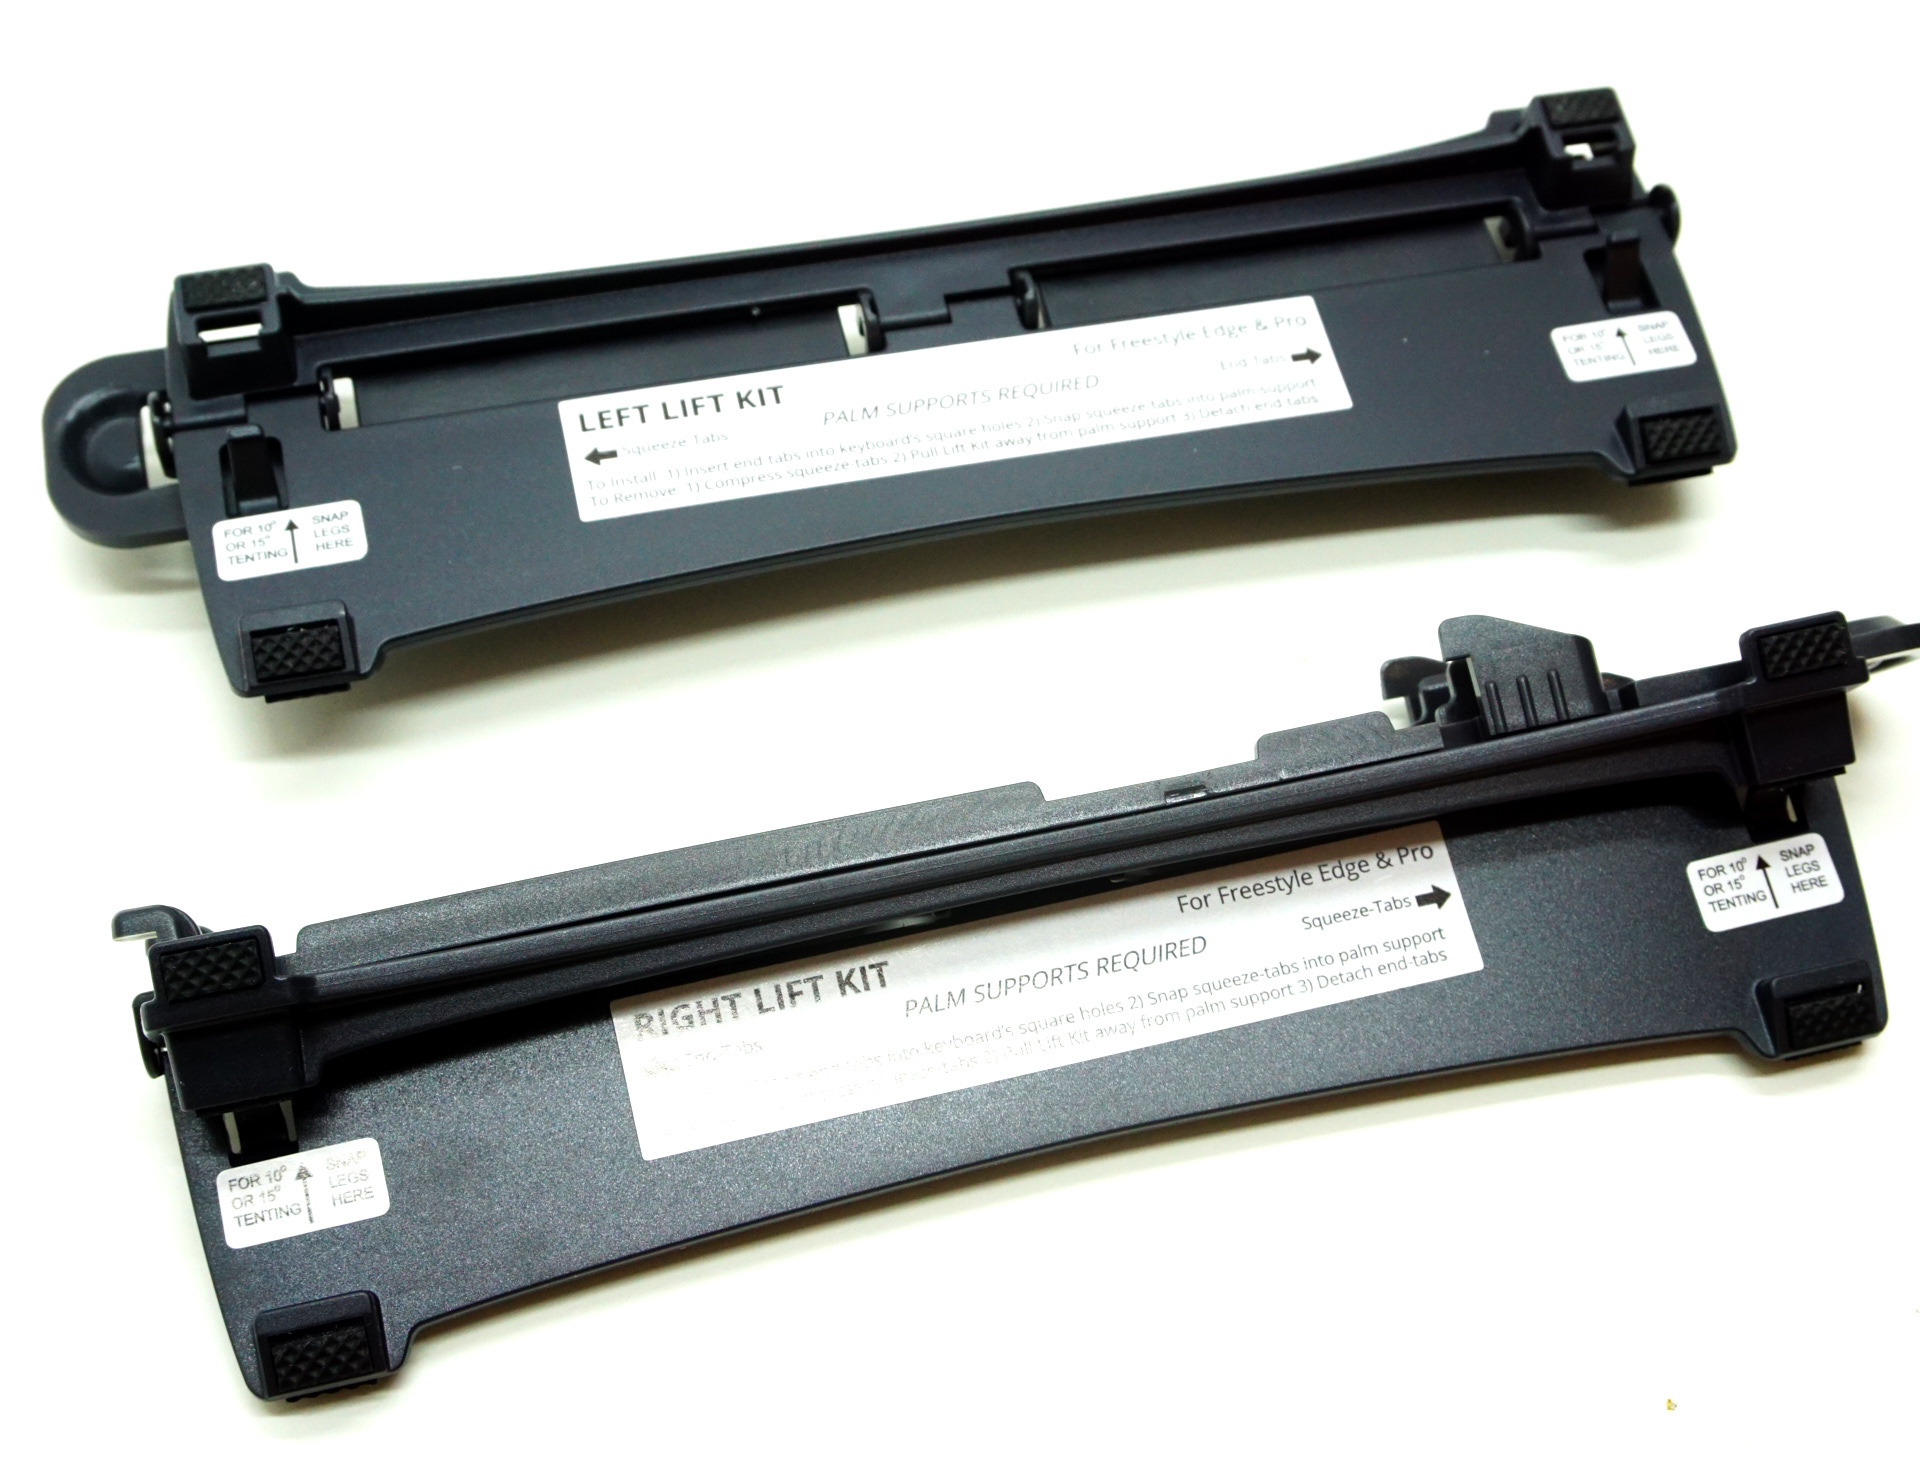 FOR 10° SNAP
OR 15° LEGS
TENTING HERE
For Freestyle Edge & Pro
LEFT LIFT KIT
End-Tabs
PALM SUPPORTS REQUIRED
Squeeze-Tabs
To Install 1) Insert end tabs into keyboard's square holes 2) Snap squeeze tabs into palm support
To Remove 1) Compress squeeze-tabs 2) Pull Lift Kit away from palm support 3) Detach end-tabs
FOR 10° SNAP
OR 15° LEGS
TENTING HERE
For Freestyle Edge & Pro
FOR 10° SNAP
OR 15° LEGS
TENTING HERE
Squeeze-Tabs
RIGHT LIFT KIT
PALM SUPPORTS REQUIRED
End-Tabs
into keyboard's square holes 2) Snap squeeze-tabs into palm support
2) Pull Lift Kit away from palm support 3) Detach end-tabs
FOR 10° SNAP
OR 15° LEGS
TENTING HERE